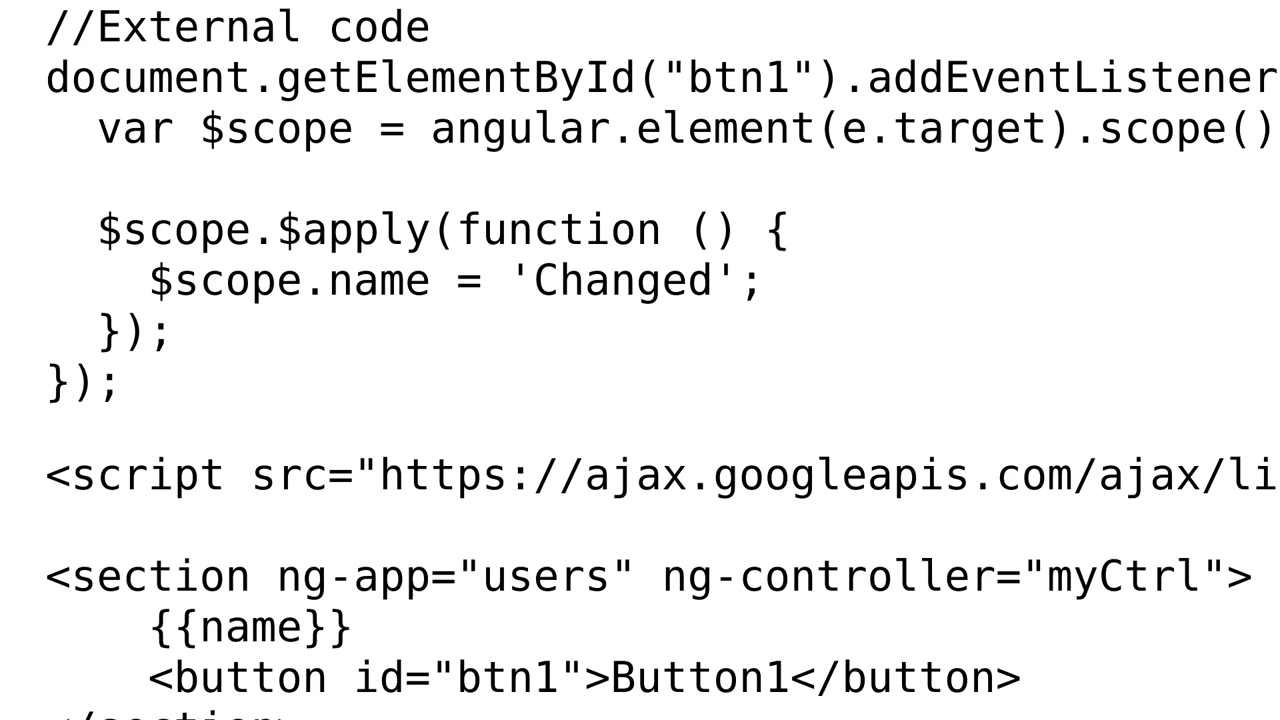 //External code
document.getElementById("btn1").addEventListener
  var $scope = angular.element(e.target).scope()
  $scope.$apply(function () {
    $scope.name = 'Changed';
  });
});
<script src="https://ajax.googleapis.com/ajax/li
<section ng-app="users" ng-controller="myCtrl">
    {{name}}
    <button id="btn1">Button1</button>